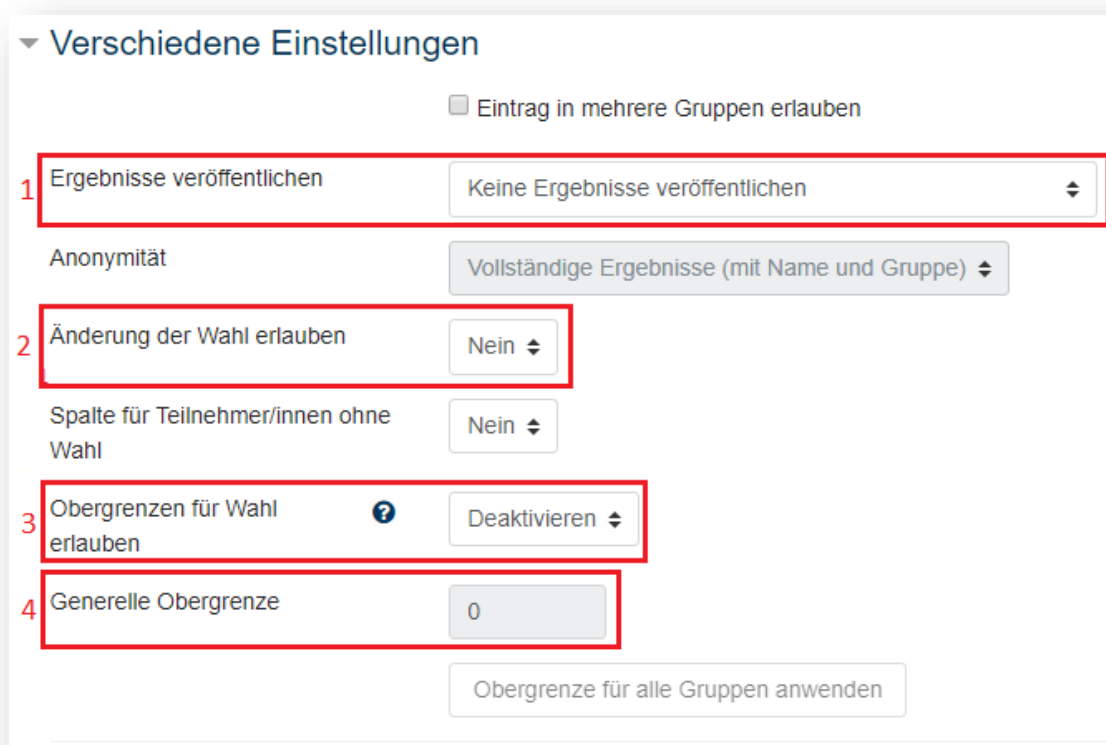 Verschiedene Einstellungen
Eintrag in mehrere Gruppen erlauben
1 Ergebnisse veröffentlichen Keine Ergebnisse veröffentlichen
Anonymität Vollständige Ergebnisse (mit Name und Gruppe)
2 Änderung der Wahl erlauben Nein
Spalte für Teilnehmer/innen ohne Nein
Wahl
3 Obergrenzen für Wahl ? Deaktivieren
erlauben
4 Generelle Obergrenze 0
Obergrenze für alle Gruppen anwenden